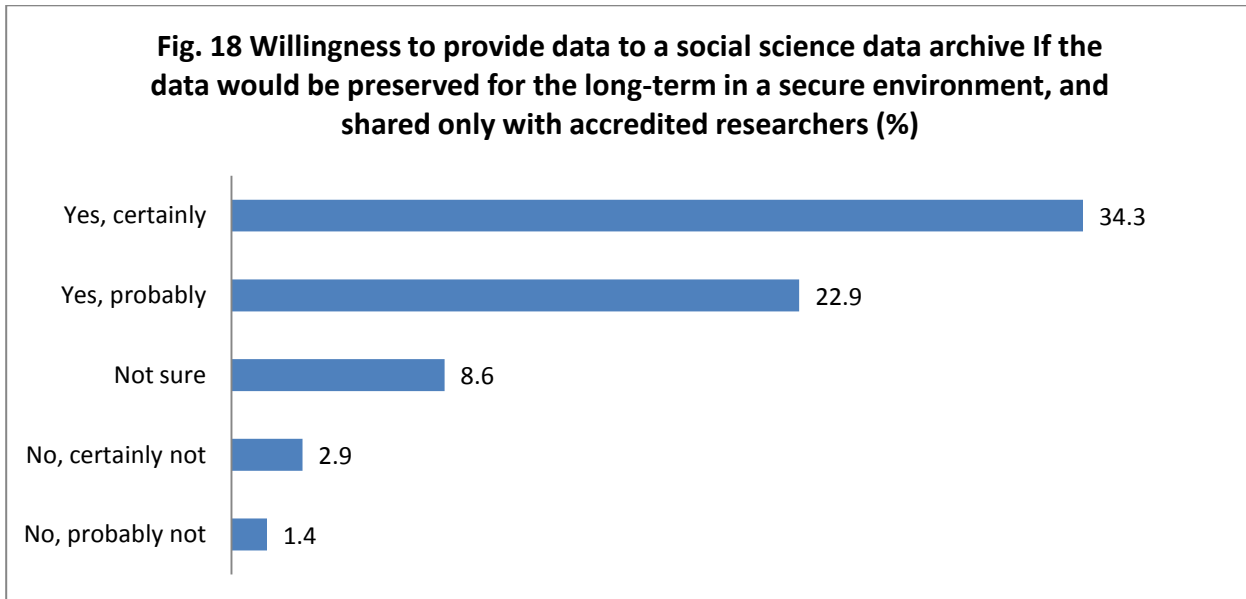 Fig. 18 Willingness to provide data to a social science data archive If the
data would be preserved for the long-term in a secure environment, and
shared only with accredited researchers (%)
Yes, certainly 34.3
Yes, probably 22.9
Not sure 8.6
No, certainly not 2.9
No, probably not 1.4